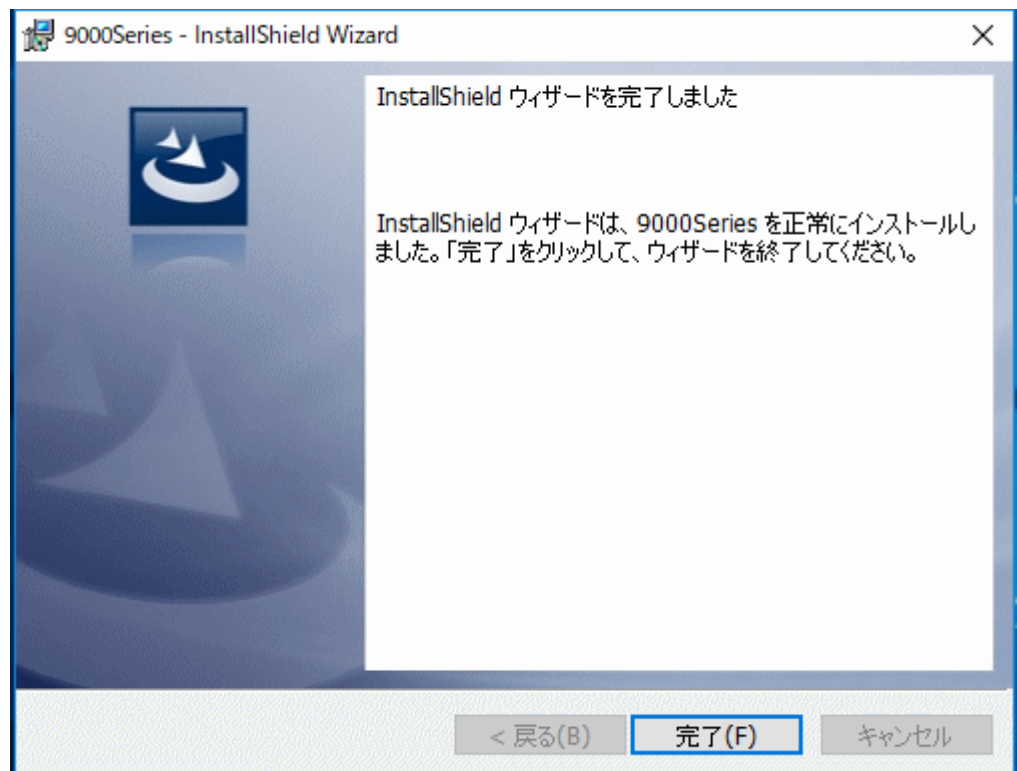 9000Series - InstallShield Wizard
InstallShield ウィザードを完了しました
InstallShield ウィザードは、9000Series を正常にインストールし
ました。「完了」をクリックして、ウィザードを終了してください。
< 戻る(B)
完了(F)
キャンセル